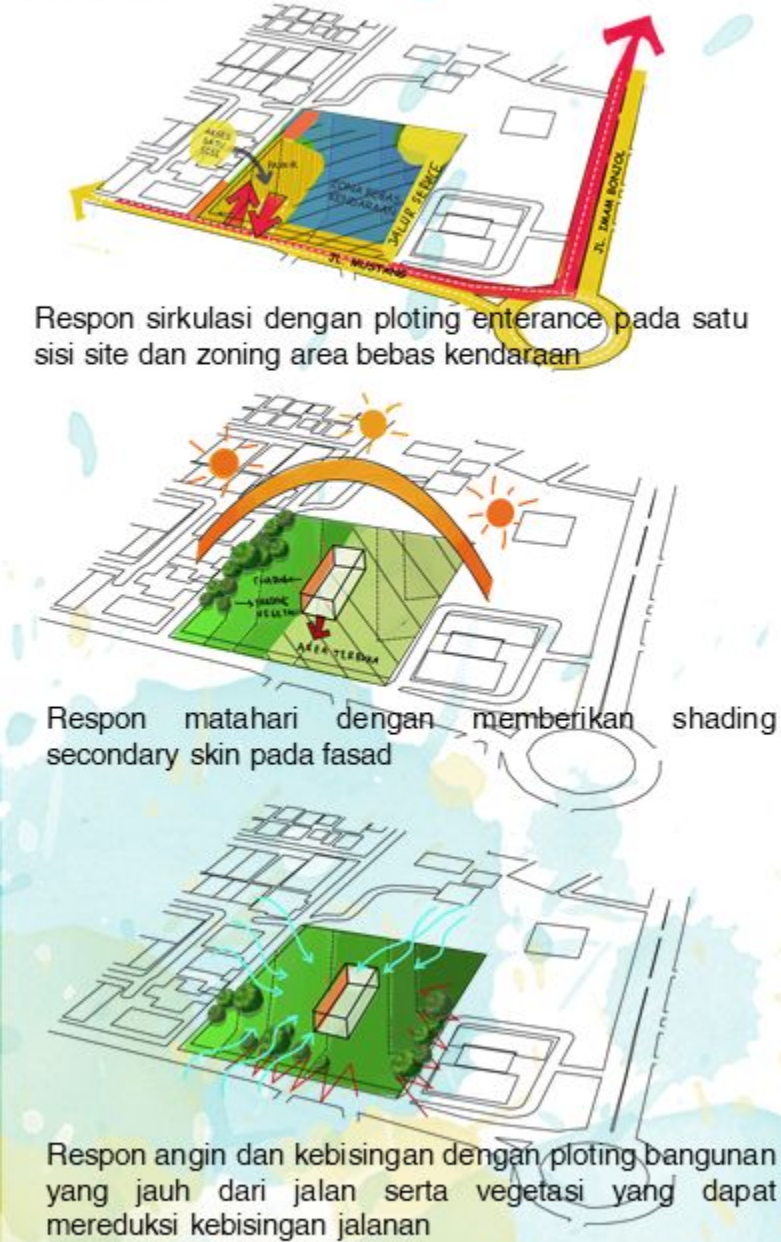 AKSES
SATU
SISI
PARKIR
ZONA BEBAS
KENDARAAN
JALUR SERVICE
JL. IMAM BONJOL
JL. MUSTANG
Respon sirkulasi dengan ploting enterance pada satu
sisi site dan zoning area bebas kendaraan
AREA TERBUKA
Respon matahari dengan memberikan shading
secondary skin pada fasad
Respon angin dan kebisingan dengan ploting bangunan
yang jauh dari jalan serta vegetasi yang dapat
mereduksi kebisingan jalanan